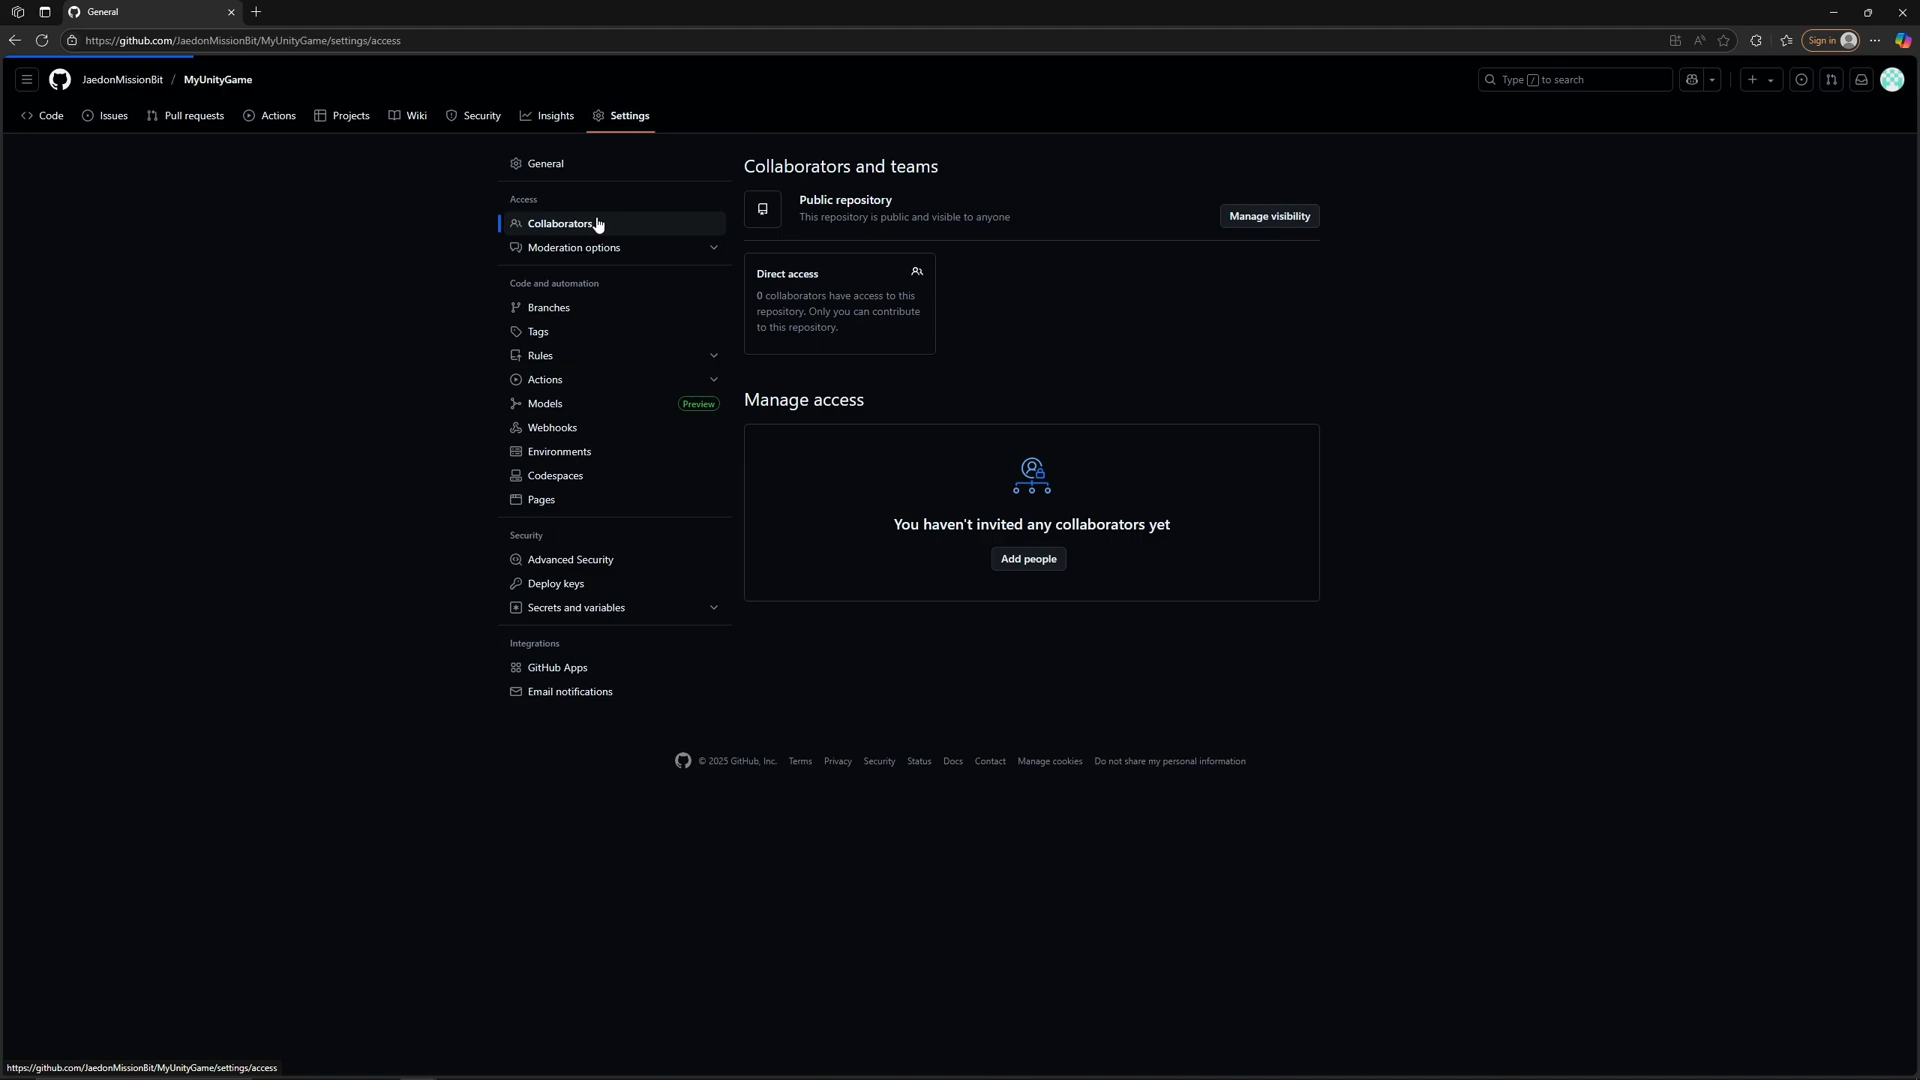 General
https://github.com/JaedonMissionBit/MyUnityGame/settings/access
Sign in
JaedonMissionBit / MyUnityGame
Type / to search
Code
Issues
Pull requests
Actions
Projects
Wiki
Security
Insights
Settings
General
Access
Collaborators
Moderation options
Code and automation
Branches
Tags
Rules
Actions
Models
Preview
Webhooks
Environments
Codespaces
Pages
Security
Advanced Security
Deploy keys
Secrets and variables
Integrations
GitHub Apps
Email notifications
Collaborators and teams
Public repository
This repository is public and visible to anyone
Manage visibility
Direct access
0 collaborators have access to this
repository. Only you can contribute
to this repository.
Manage access
You haven't invited any collaborators yet
Add people
© 2025 GitHub, Inc.
Terms
Privacy
Security
Status
Docs
Contact
Manage cookies
Do not share my personal information
https://github.com/JaedonMissionBit/MyUnityGame/settings/access